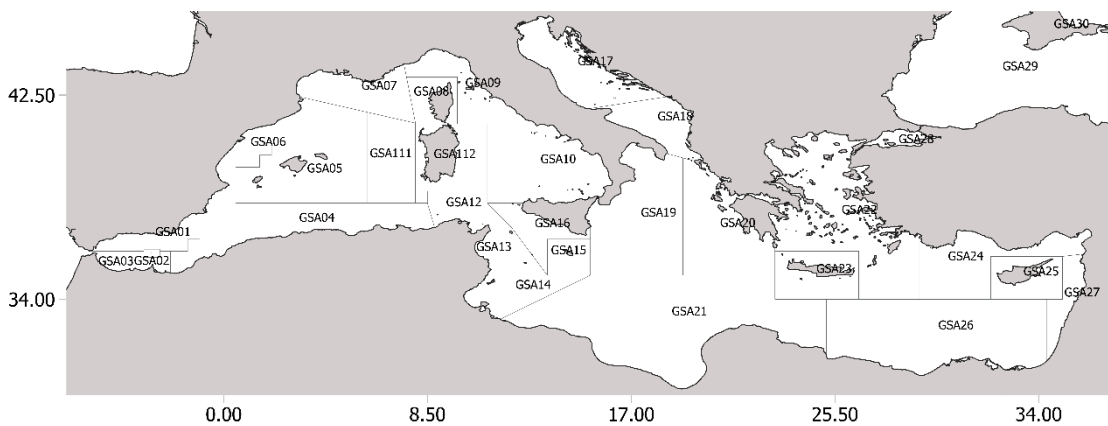 GSA30
GSA17
GSA29
GSA07
GSA08
GSA09
42.50
GSA18
GSA28
GSA06
GSA111
GSA112
GSA10
GSA05
GSA12
GSA19
GSA22
GSA04
GSA16
GSA20
GSA01
GSA13
GSA15
GSA24
GSA03
GSA02
GSA23
GSA25
GSA14
GSA27
34.00
GSA21
GSA26
0.00
8.50
17.00
25.50
34.00